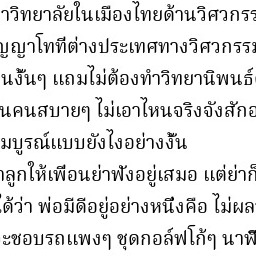 าวิทยาลัยในเมืองไทยด้านวิศวกรร
ญญาโทที่ต่างประเทศทางวิศวกรรม
นงั้นๆ แถมไม่ต้องทำวิทยานิพนธ์
นคนสบายๆ ไม่เอาไหนจริงจังสักอ
มบูรณ์แบบยังไงอย่างงั้น
าลูกให้เพื่อนย่าฟังอยู่เสมอ แต่ย่าก็
ได้ว่า พ่อมีดีอยู่อย่างหนึ่งคือ ไม่ผล
ะชอบรถแพงๆ ชุดกอล์ฟโก้ๆ นาฬิ